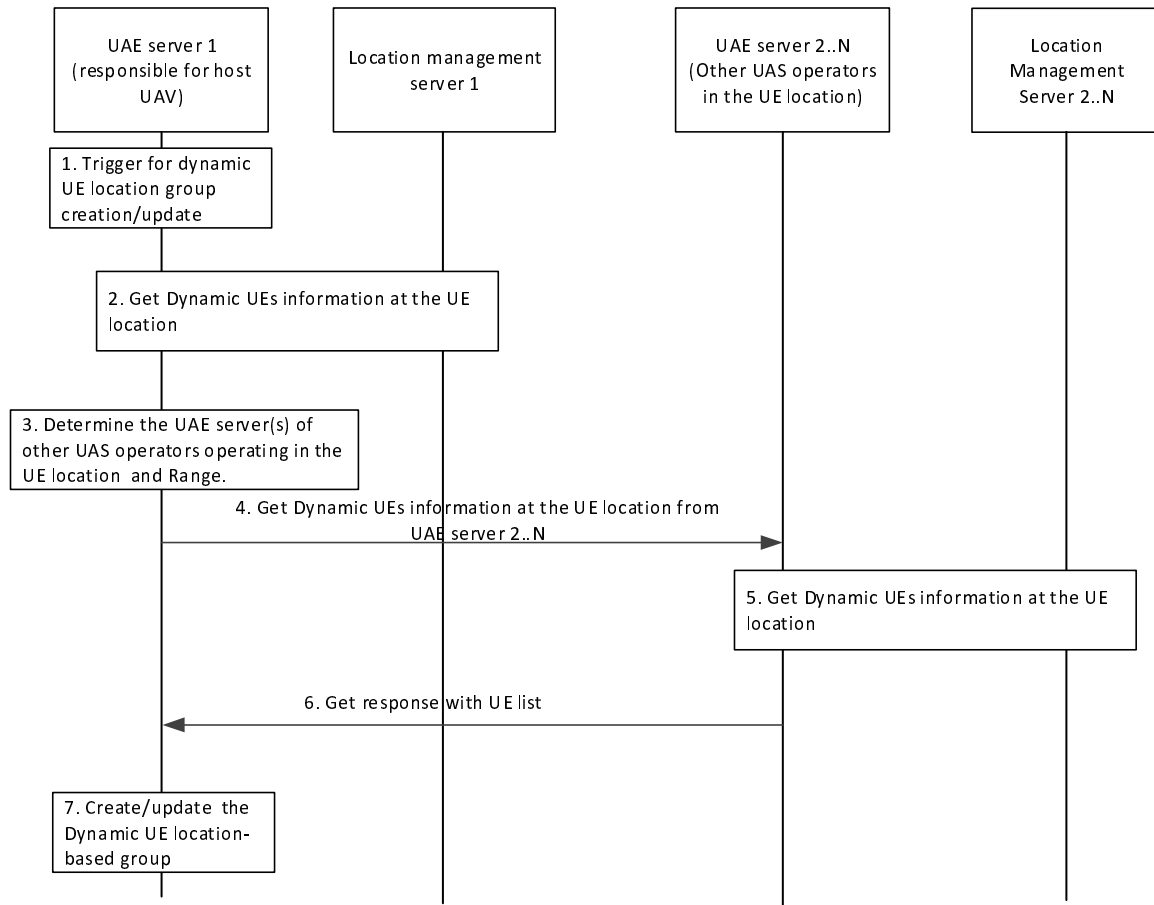 UAE server 1
(responsible for host
UAV)
Location management
server 1
UAE server 2..N
(Other UAS operators
in the UE location)
Location
Management
Server 2..N
1. Trigger for dynamic
UE location group
creation/update
2. Get Dynamic UEs information at the UE
location
3. Determine the UAE server(s) of
other UAS operators operating in the
UE location and Range.
4. Get Dynamic UEs information at the UE location from
UAE server 2..N
5. Get Dynamic UEs information at the UE
location
6. Get response with UE list
7. Create/update the
Dynamic UE location-
based group